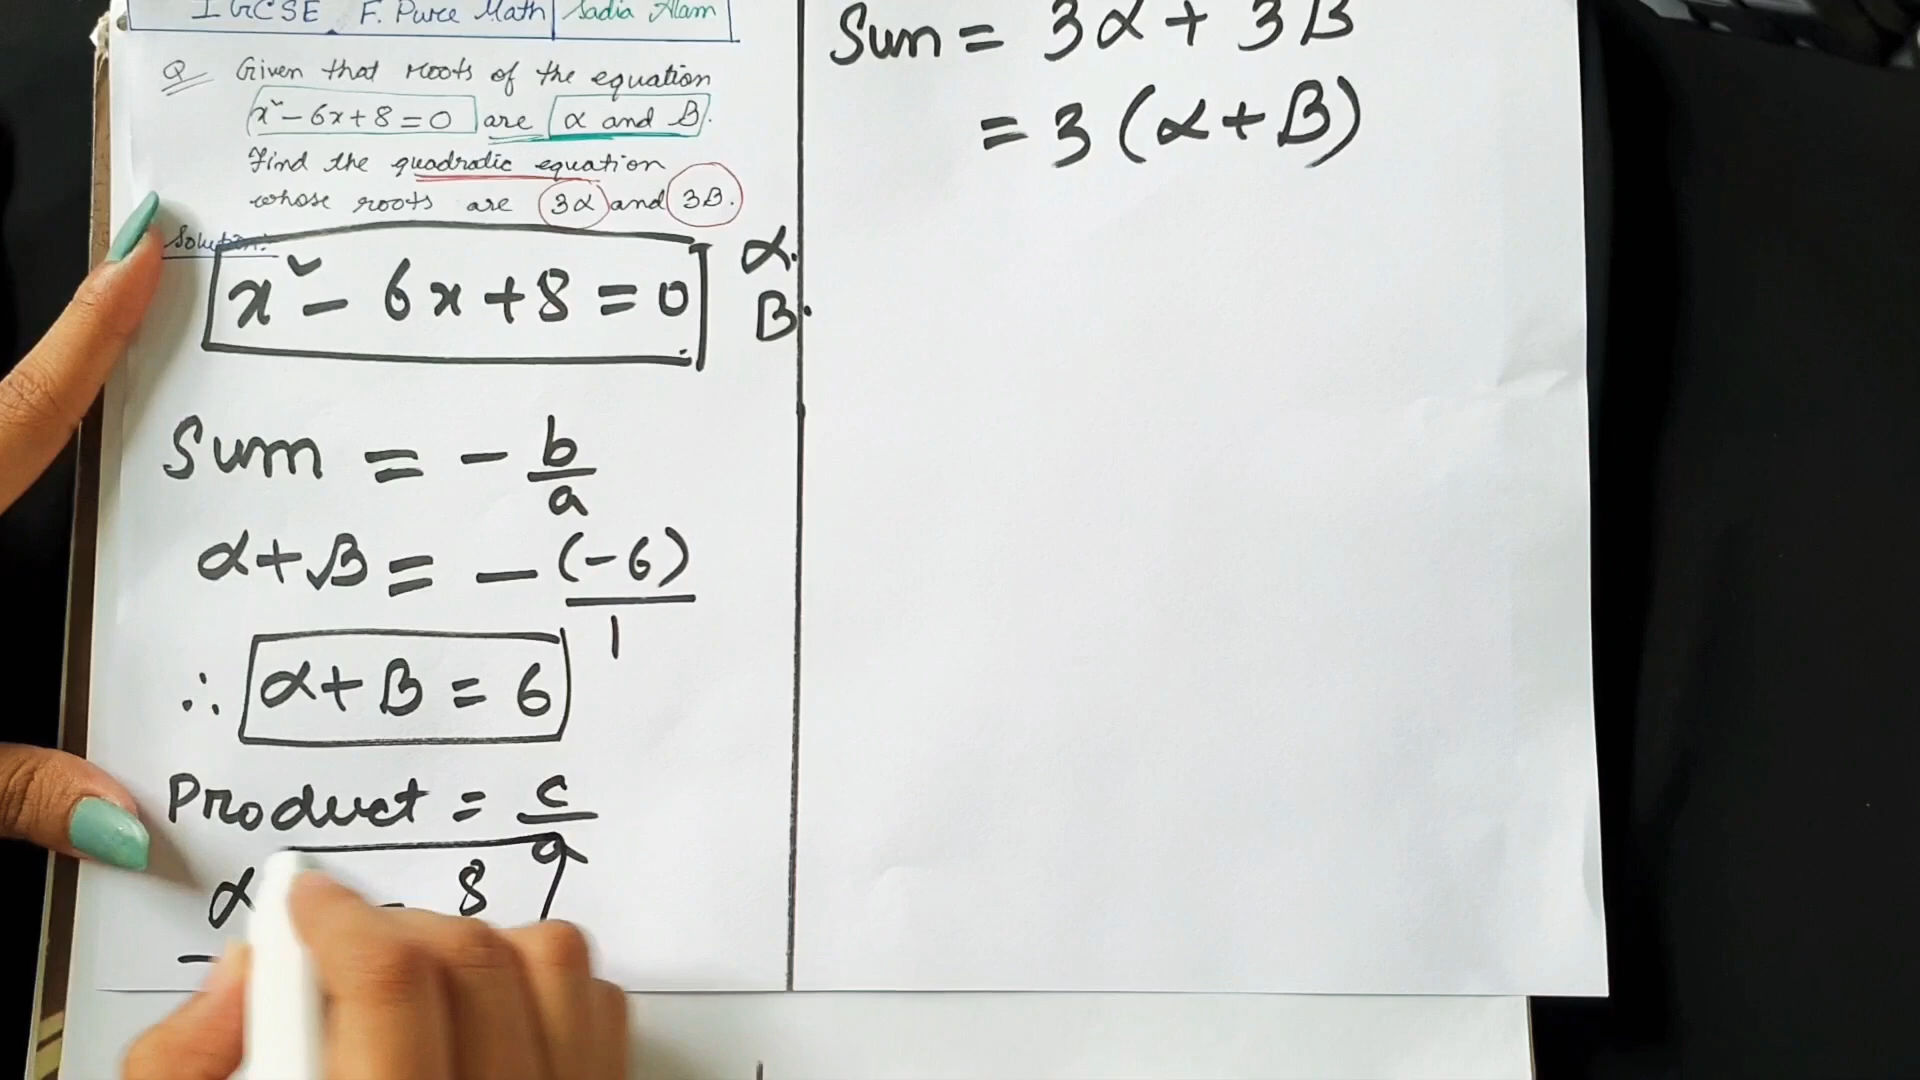 IGCSE F. Pure Math Sadia Alam
Q Given that roots of the equation
x² - 6x + 8 = 0 are α and β.
Find the quadratic equation
whose roots are 3α and 3β.
Solution:
x² - 6x + 8 = 0
α.
β.
Sum = - b/a
α + β = - (-6)/1
∴ α + β = 6
Product = c/a
α = 8
Sum = 3α + 3β
= 3 (α + β)